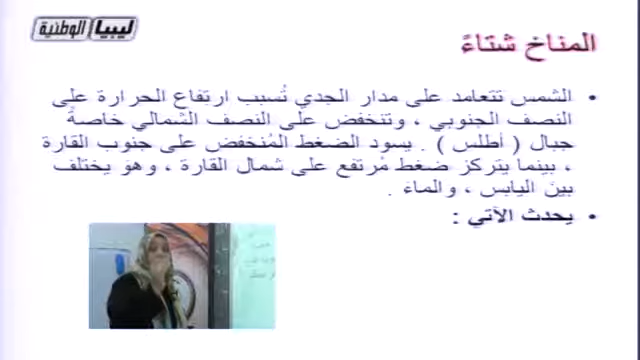 ليبيا الوطنية
المناخ شتاءً
• الشمس تتعامد على مدار الجدي تُسبب ارتفاع الحرارة على
النصف الجنوبي ، وتنخفض على النصف الشمالي خاصةً
جبال ( أطلس ) . يسود الضغط المُنخفض على جنوب القارة
، بينما يتركز ضغط مُرتفع على شمال القارة ، وهو يختلف
بين اليابس ، والماء .
• يحدث الآتي :